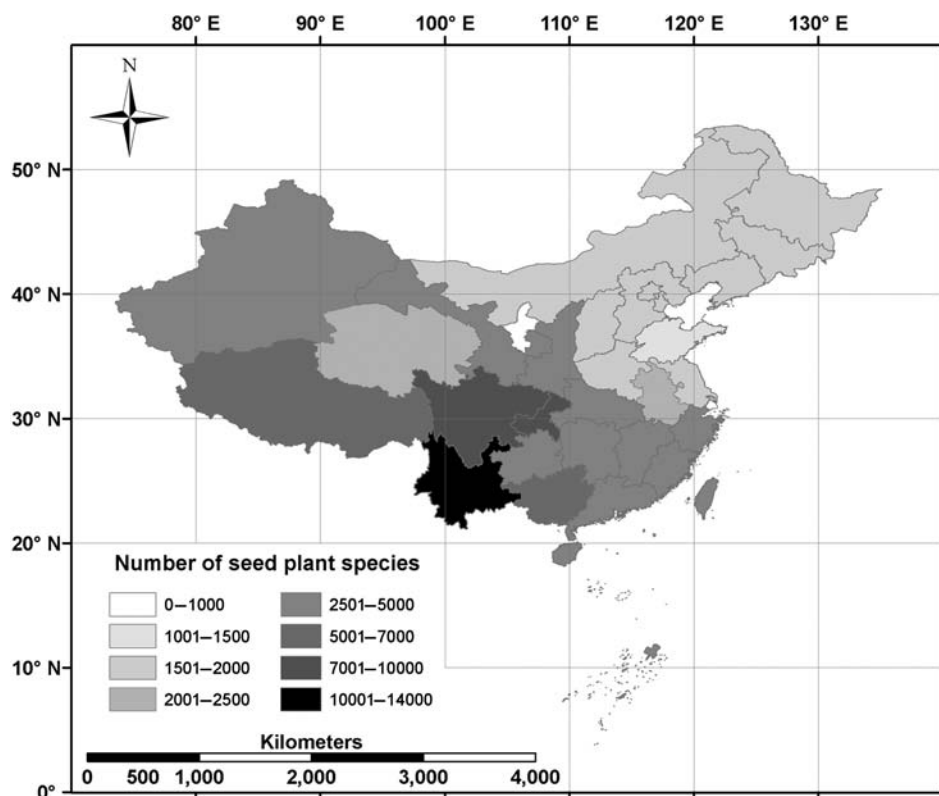 80° E 90° E 100° E 110° E 120° E 130° E
N
50° N
40° N
30° N
20° N
10° N
0°
Number of seed plant species
0–1000 2501–5000
1001–1500 5001–7000
1501–2000 7001–10000
2001–2500 10001–14000
Kilometers
0 500 1,000 2,000 3,000 4,000